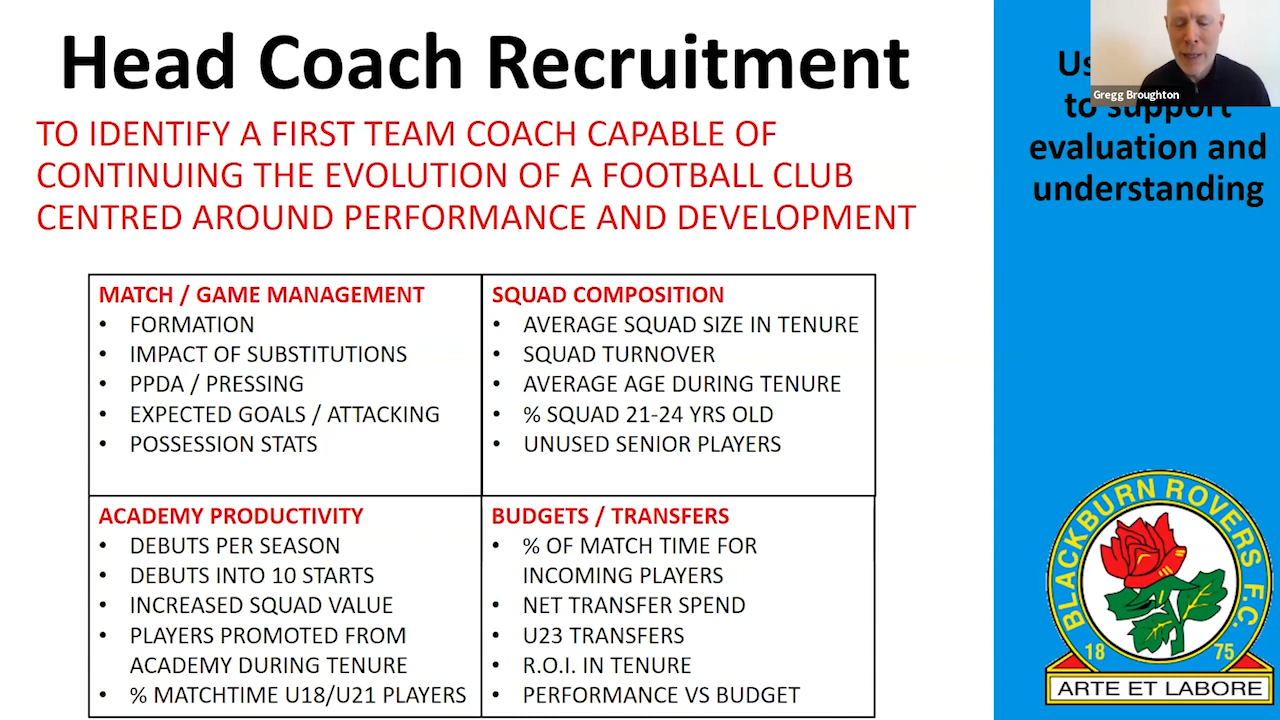 Head Coach Recruitment
TO IDENTIFY A FIRST TEAM COACH CAPABLE OF
CONTINUING THE EVOLUTION OF A FOOTBALL CLUB
CENTRED AROUND PERFORMANCE AND DEVELOPMENT
MATCH / GAME MANAGEMENT
• FORMATION
• IMPACT OF SUBSTITUTIONS
• PPDA / PRESSING
• EXPECTED GOALS / ATTACKING
• POSSESSION STATS
SQUAD COMPOSITION
• AVERAGE SQUAD SIZE IN TENURE
• SQUAD TURNOVER
• AVERAGE AGE DURING TENURE
• % SQUAD 21-24 YRS OLD
• UNUSED SENIOR PLAYERS
ACADEMY PRODUCTIVITY
• DEBUTS PER SEASON
• DEBUTS INTO 10 STARTS
• INCREASED SQUAD VALUE
• PLAYERS PROMOTED FROM
ACADEMY DURING TENURE
• % MATCHTIME U18/U21 PLAYERS
BUDGETS / TRANSFERS
• % OF MATCH TIME FOR
INCOMING PLAYERS
• NET TRANSFER SPEND
• U23 TRANSFERS
• R.O.I. IN TENURE
• PERFORMANCE VS BUDGET
Gregg Broughton
to support
evaluation and
understanding
BLACKBURN ROVERS F.C.
18 75
ARTE ET LABORE